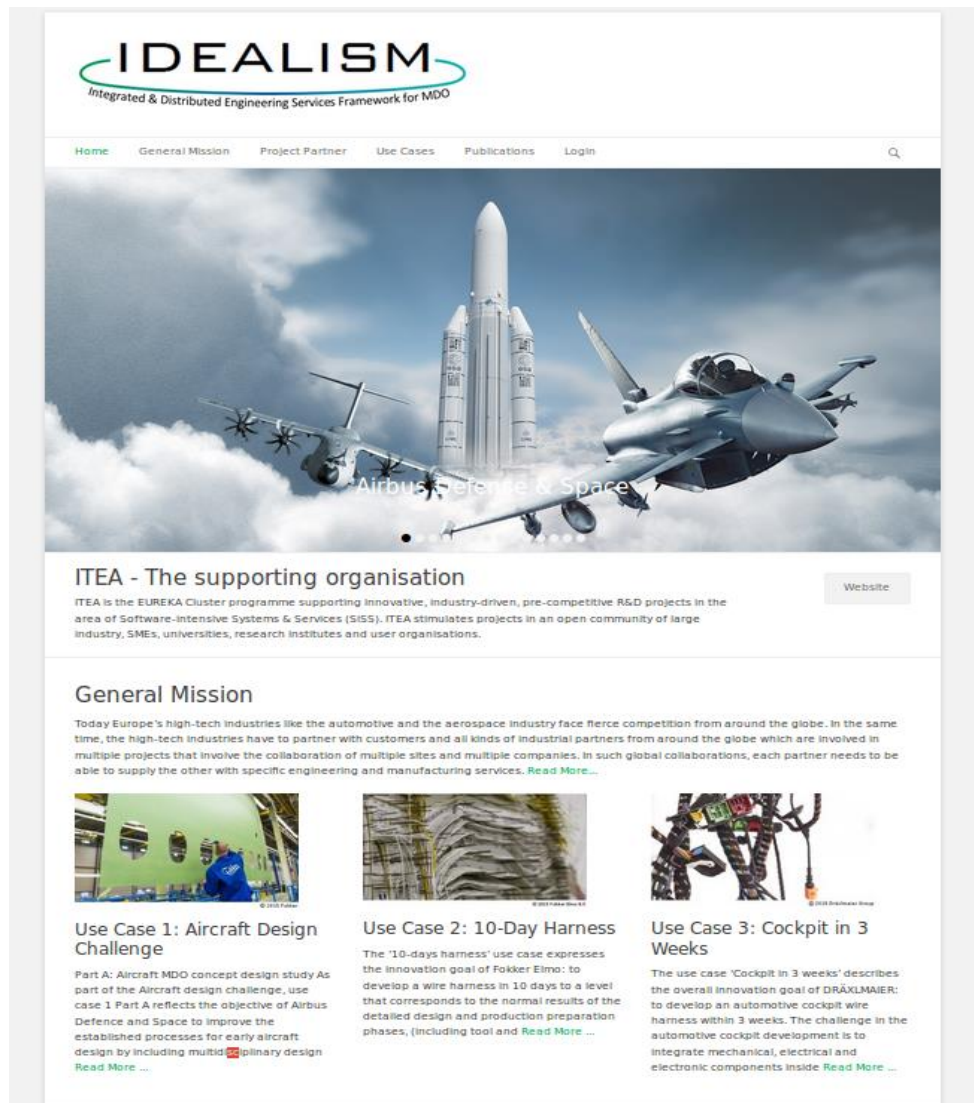 IDEALISM
Integrated & Distributed Engineering Services Framework for MDO
Home General Mission Project Partner Use Cases Publications Login
Airbus Defense & Space
ITEA - The supporting organisation
Website
ITEA is the EUREKA Cluster programme supporting innovative, industry-driven, pre-competitive R&D projects in the
area of Software-intensive Systems & Services (SiSS). ITEA stimulates projects in an open community of large
industry, SMEs, universities, research institutes and user organisations.
General Mission
Today Europe's high-tech industries like the automotive and the aerospace industry face fierce competition from around the globe. In the same
time, the high-tech industries have to partner with customers and all kinds of industrial partners from around the globe which are involved in
multiple projects that involve the collaboration of multiple sites and multiple companies. In such global collaborations, each partner needs to be
able to supply the other with specific engineering and manufacturing services. Read More...
© 2015 Fokker
Use Case 1: Aircraft Design
Challenge
Part A: Aircraft MDO concept design study As
part of the Aircraft design challenge, use
case 1 Part A reflects the objective of Airbus
Defence and Space to improve the
established processes for early aircraft
design by including multidisciplinary design
Read More ...
© 2015 Fokker Elmo B.V.
Use Case 2: 10-Day Harness
The '10-days harness' use case expresses
the innovation goal of Fokker Elmo: to
develop a wire harness in 10 days to a level
that corresponds to the normal results of the
detailed design and production preparation
phases, (including tool and Read More ...
© 2015 Dräxlmaier Group
Use Case 3: Cockpit in 3
Weeks
The use case 'Cockpit in 3 weeks' describes
the overall innovation goal of DRÄXLMAIER:
to develop an automotive cockpit wire
harness within 3 weeks. The challenge in the
automotive cockpit development is to
integrate mechanical, electrical and
electronic components inside Read More ...